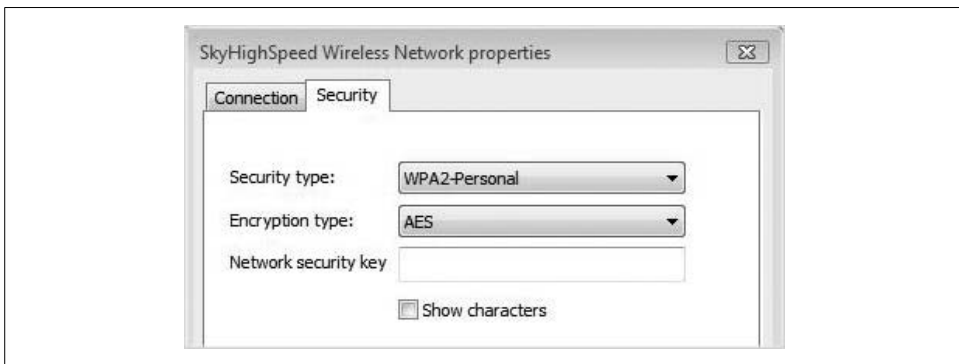 SkyHighSpeed Wireless Network properties
Connection Security
Security type: WPA2-Personal
Encryption type: AES
Network security key
Show characters